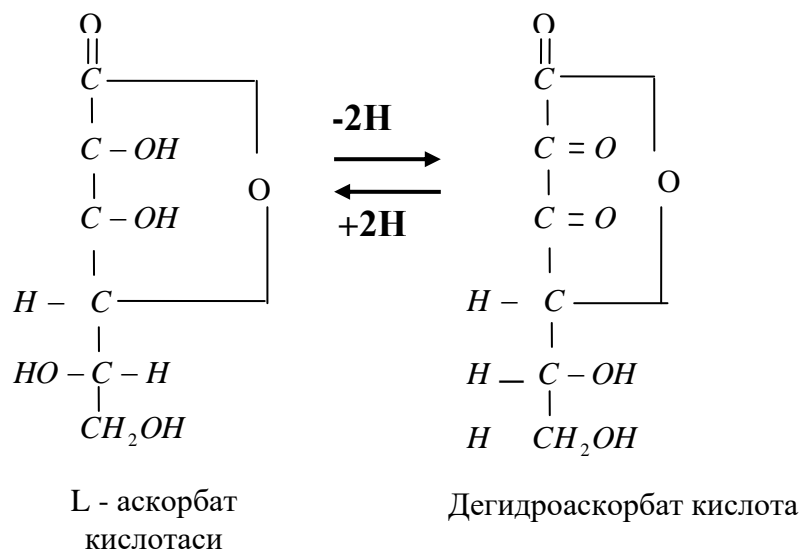 O O
C C
-2H
C – OH C = O
O O
+2H
C – OH C = O
H – C H – C
HO – C – H H – C – OH
CH₂OH H CH₂OH
L - аскорбат
кислотаси
Дегидроаскорбат кислота